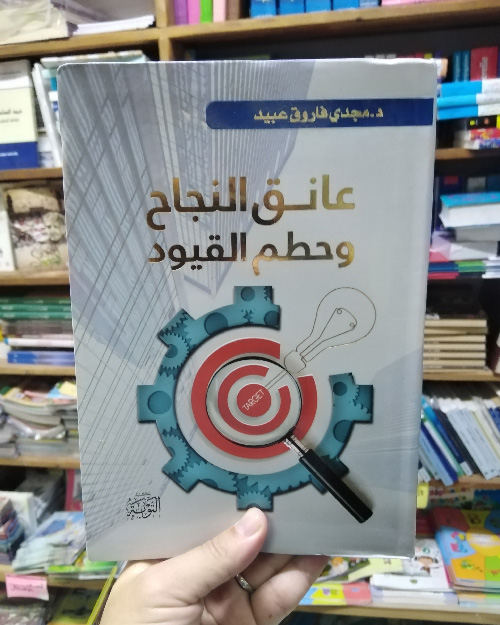 د.مجدي فاروق عبيد
عانق النجاح
وحطم القيود
TARGET